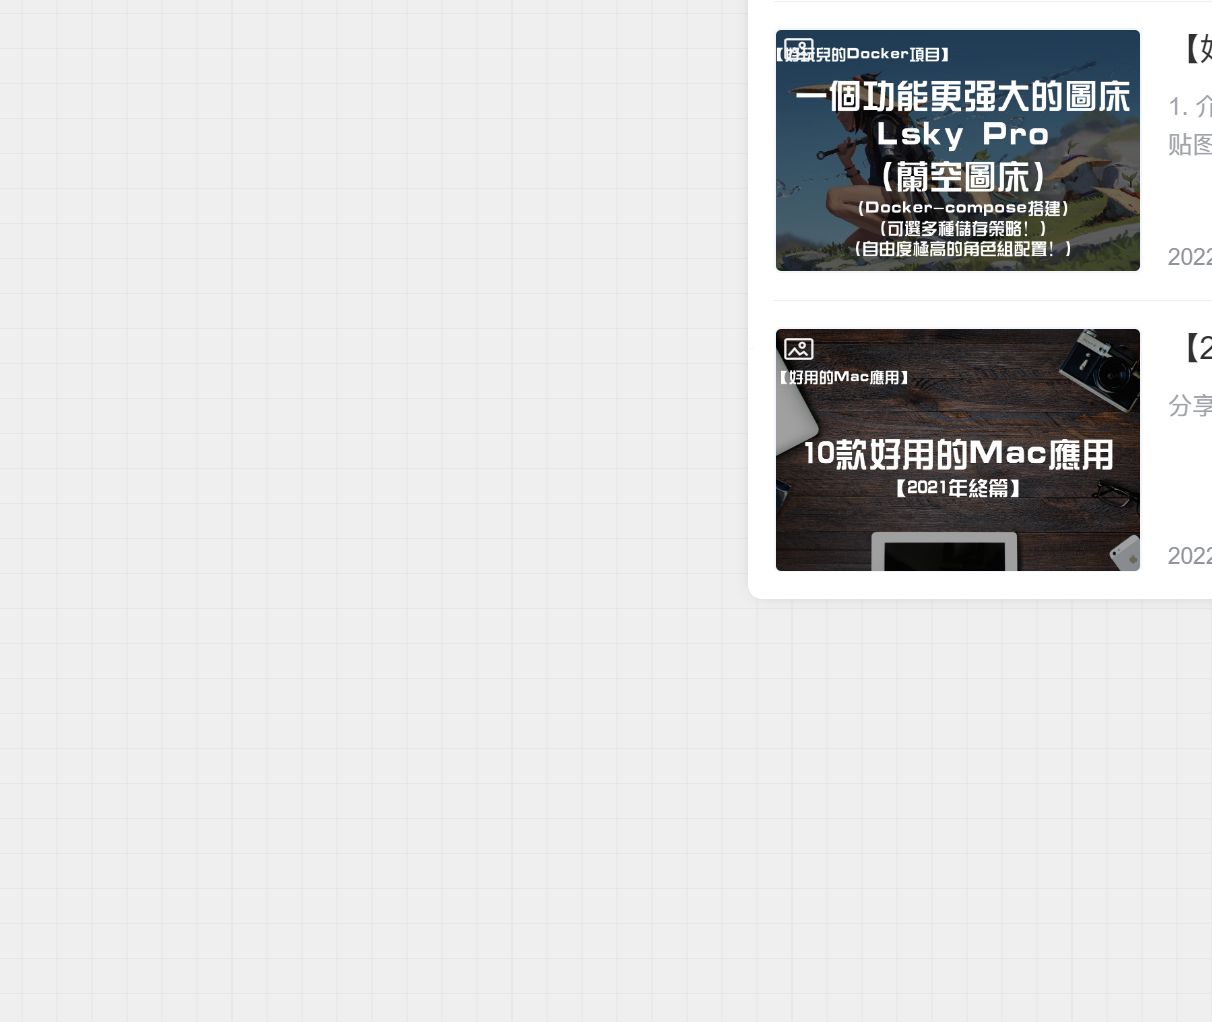 【好玩兒的Docker項目】
一個功能更强大的圖床
Lsky Pro
(蘭空圖床)
(Docker-compose搭建)
(可選多種儲存策略！)
(自由度極高的角色組配置！)
【好
1. 介
贴图
2022
【好用的Mac應用】
10款好用的Mac應用
【2021年終篇】
【2
分享
2022